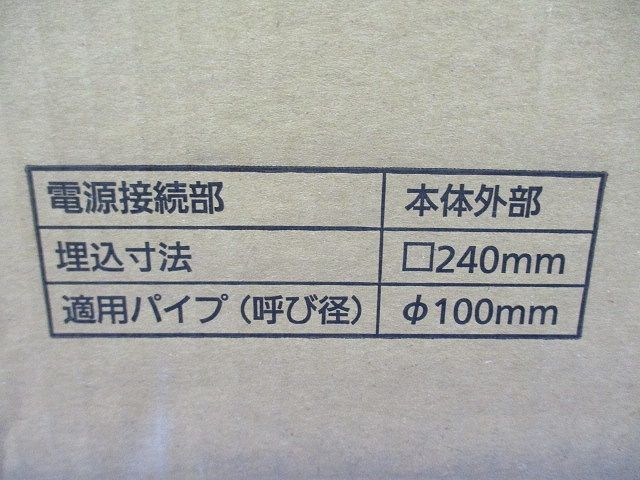 電源接続部 本体外部
埋込寸法 □240mm
適用パイプ（呼び径） φ100mm